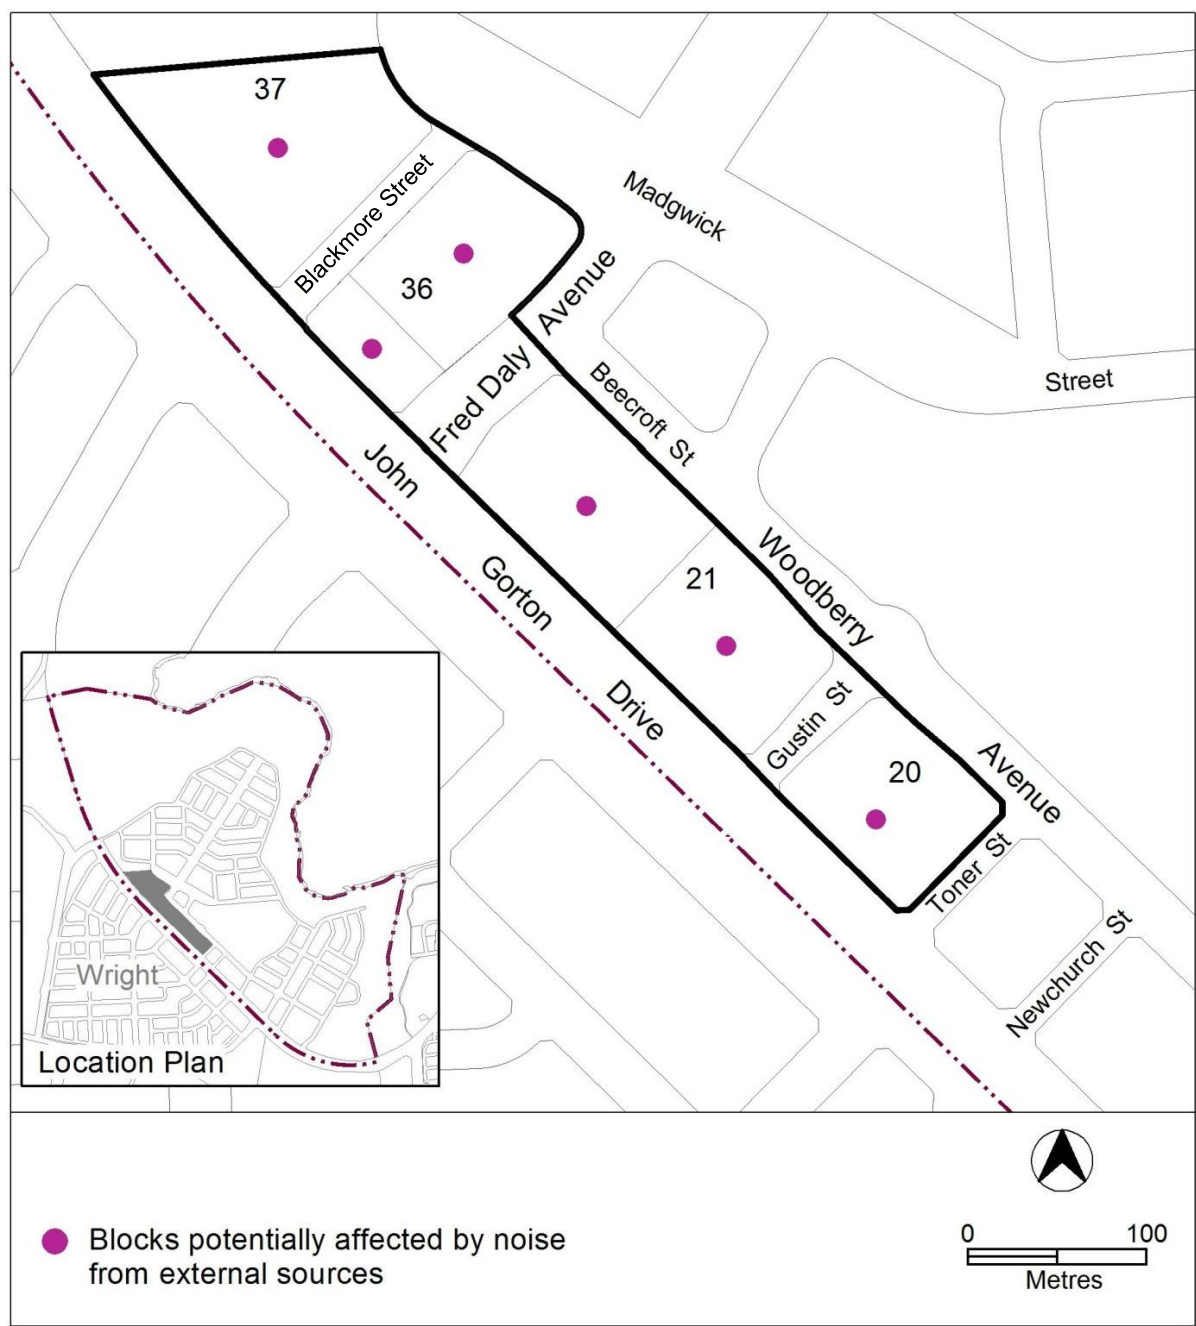 37
Blackmore Street
Madgwick
36
Fred Daly Avenue
Street
Beecroft St
John
Gorton
Drive
21
Woodberry
Avenue
Gustin St
20
Toner St
Newchurch St
Wright
Location Plan
0 100
Metres
Blocks potentially affected by noise
from external sources